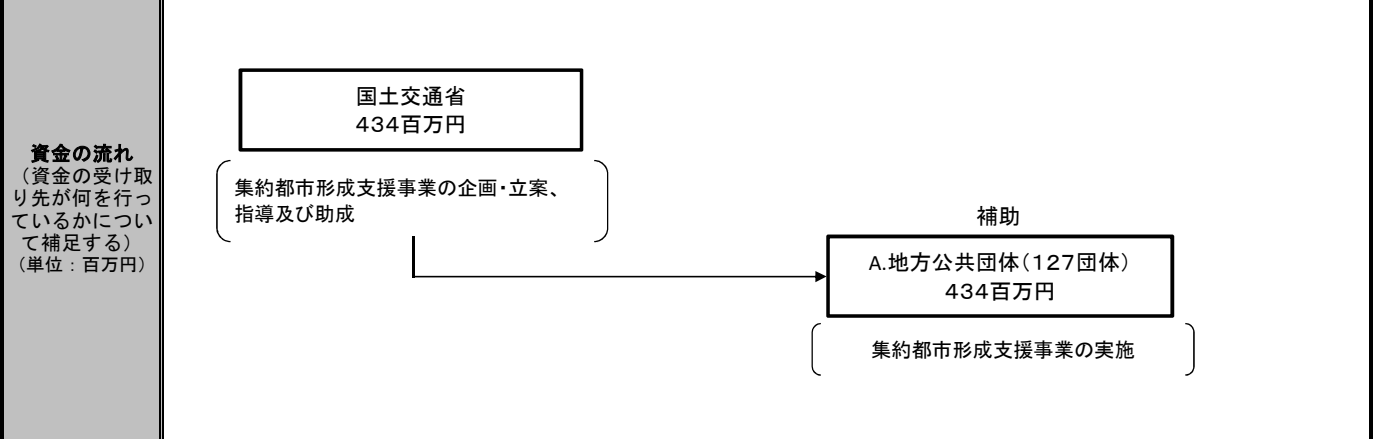 資金の流れ
（資金の受け取
り先が何を行っ
ているかについ
て補足する）
（単位：百万円）
国土交通省
434百万円
集約都市形成支援事業の企画・立案、
指導及び助成
補助
A.地方公共団体（１２７団体）
434百万円
集約都市形成支援事業の実施